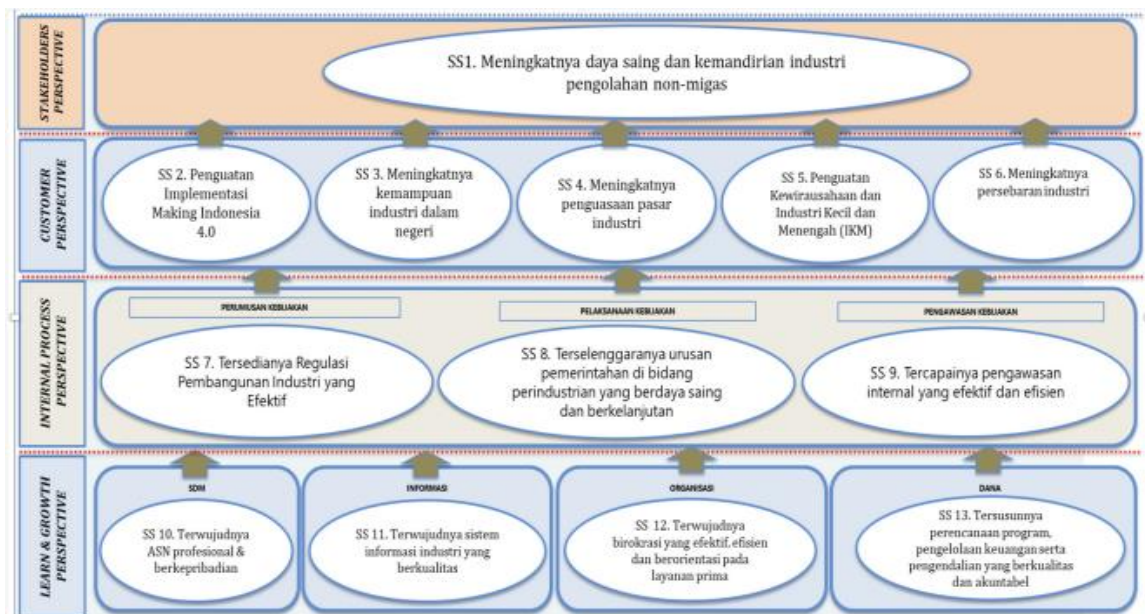 STAKEHOLDERS
PERSPECTIVE
SS1. Meningkatnya daya saing dan kemandirian industri
pengolahan non-migas
CUSTOMER
PERSPECTIVE
SS 2. Penguatan
Implementasi
Making Indonesia
4.0
SS 3. Meningkatnya
kemampuan
industri dalam
negeri
SS 4. Meningkatnya
penguasaan pasar
industri
SS 5. Penguatan
Kewirausahaan dan
Industri Kecil dan
Menengah (IKM)
SS 6. Meningkatnya
persebaran industri
INTERNAL PROCESS
PERSPECTIVE
PERUMUSAN KEBIJAKAN
SS 7. Tersedianya Regulasi
Pembangunan Industri yang
Efektif
PELAKSANAAN KEBIJAKAN
SS 8. Terselenggaranya urusan
pemerintahan di bidang
perindustrian yang berdaya saing
dan berkelanjutan
PENGAWASAN KEBIJAKAN
SS 9. Tercapainya pengawasan
internal yang efektif dan efisien
LEARN & GROWTH
PERSPECTIVE
SDM
SS 10. Terwujudnya
ASN profesional &
berkepribadian
INFORMASI
SS 11. Terwujudnya sistem
informasi industri yang
berkualitas
ORGANISASI
SS 12. Terwujudnya
birokrasi yang efektif, efisien
dan berorientasi pada
layanan prima
DANA
SS 13. Tersusunnya
perencanaan program,
pengelolaan keuangan serta
pengendalian yang berkualitas
dan akuntabel